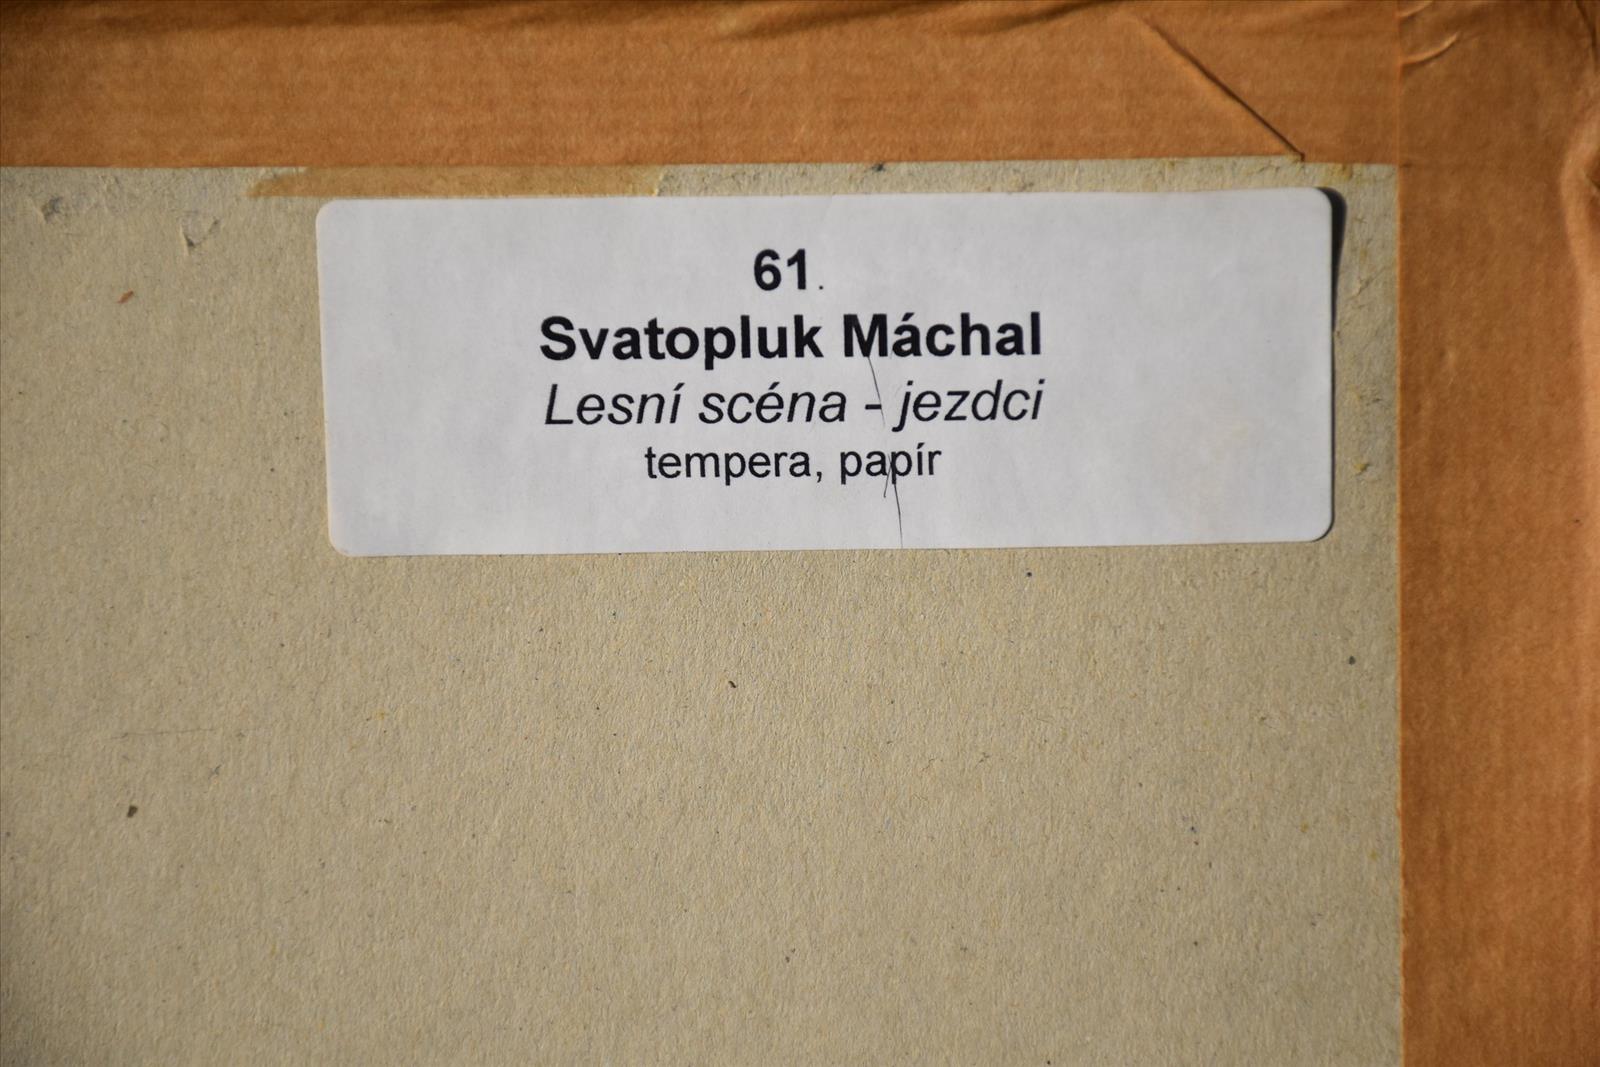 61.
Svatopluk Máchal
Lesní scéna - jezdci
tempera, papír